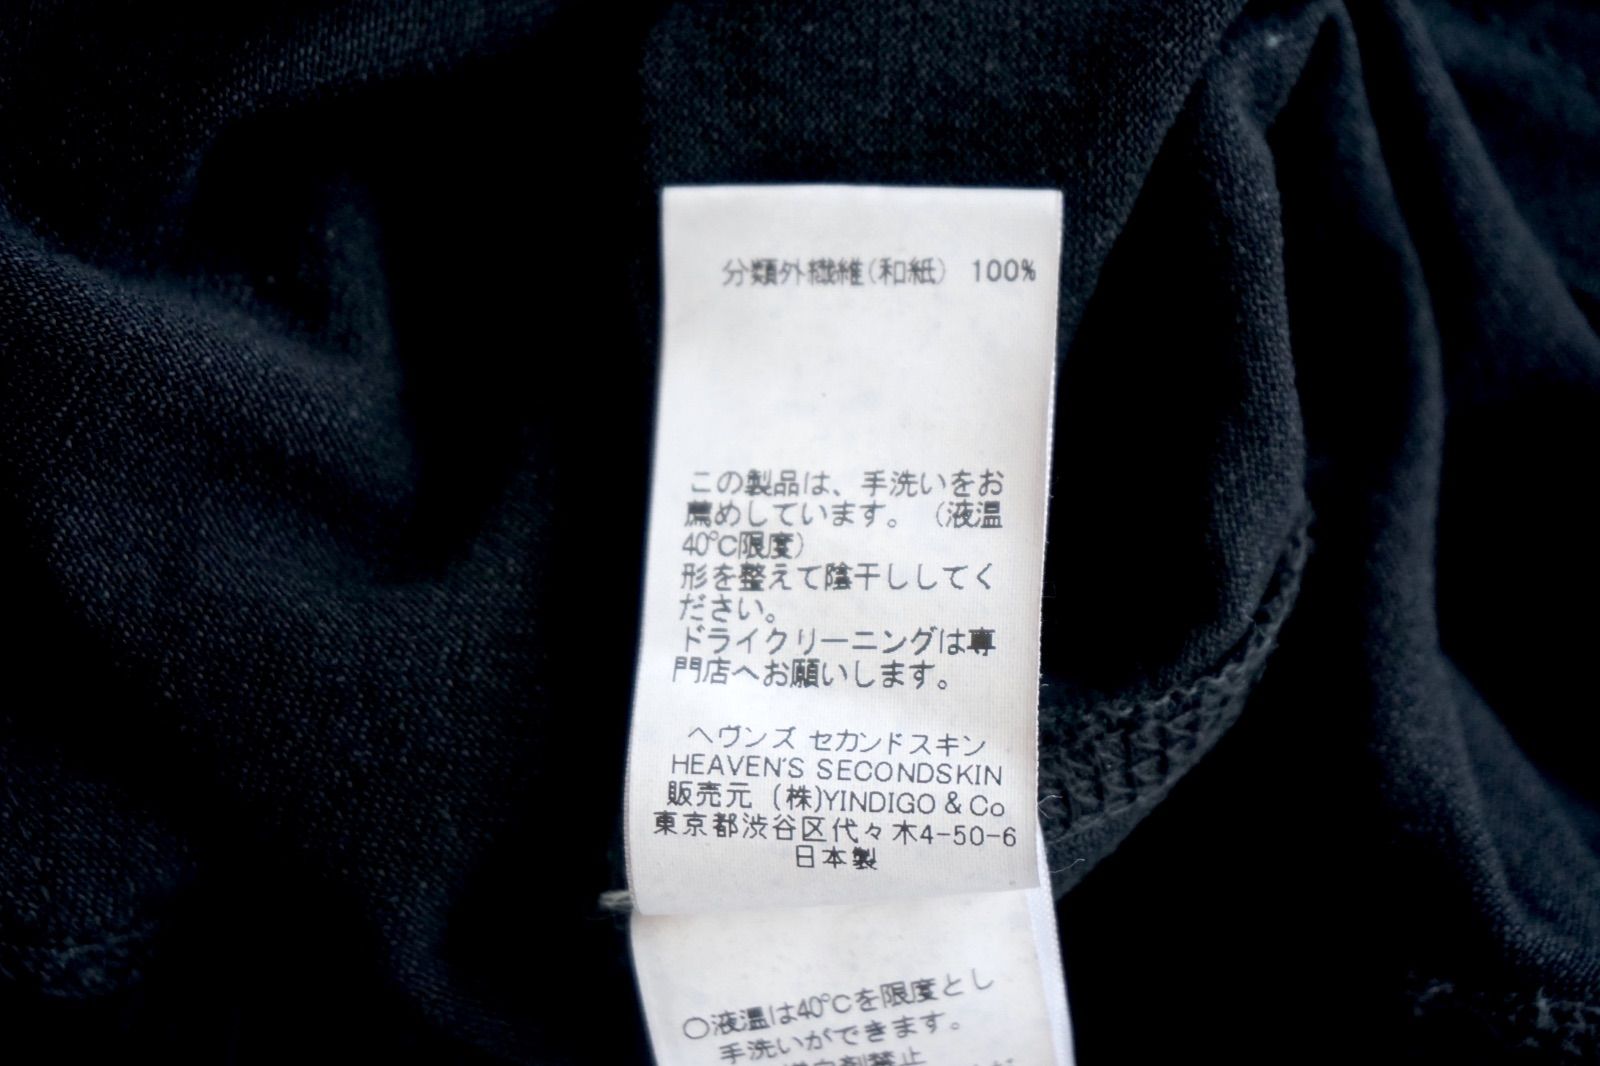 分類外繊維(和紙) 100%
この製品は、手洗いをお
薦めしています。 (液温
40℃限度)
形を整えて陰干ししてく
ださい。
ドライクリーニングは専
門店へお願いします。
ヘヴンズ セカンドスキン
HEAVEN'S SECONDSKIN
販売元 (株)YINDIGO & Co
東京都渋谷区代々木4-50-6
日本製
○液温は40℃を限度とし
手洗いができます。